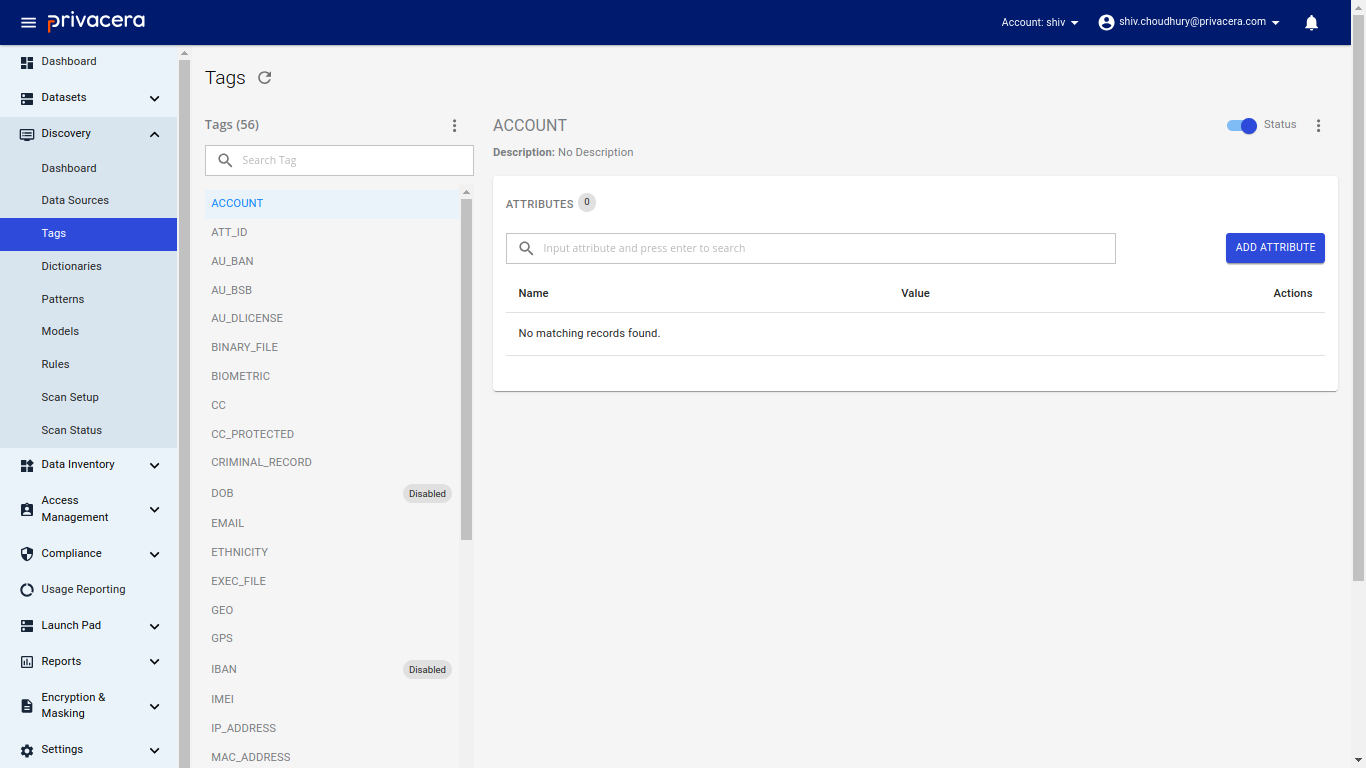 privacera
Account: shiv
shiv.choudhury@privacera.com
Dashboard
Datasets
Discovery
Dashboard
Data Sources
Tags
Dictionaries
Patterns
Models
Rules
Scan Setup
Scan Status
Data Inventory
Access
Management
Compliance
Usage Reporting
Launch Pad
Reports
Encryption &
Masking
Settings
Tags
Tags (56)
Search Tag
ACCOUNT
ATT_ID
AU_BAN
AU_BSB
AU_DLICENSE
BINARY_FILE
BIOMETRIC
CC
CC_PROTECTED
CRIMINAL_RECORD
DOB Disabled
EMAIL
ETHNICITY
EXEC_FILE
GEO
GPS
IBAN Disabled
IMEI
IP_ADDRESS
MAC_ADDRESS
ACCOUNT
Status
Description: No Description
ATTRIBUTES 0
Input attribute and press enter to search
ADD ATTRIBUTE
Name Value Actions
No matching records found.